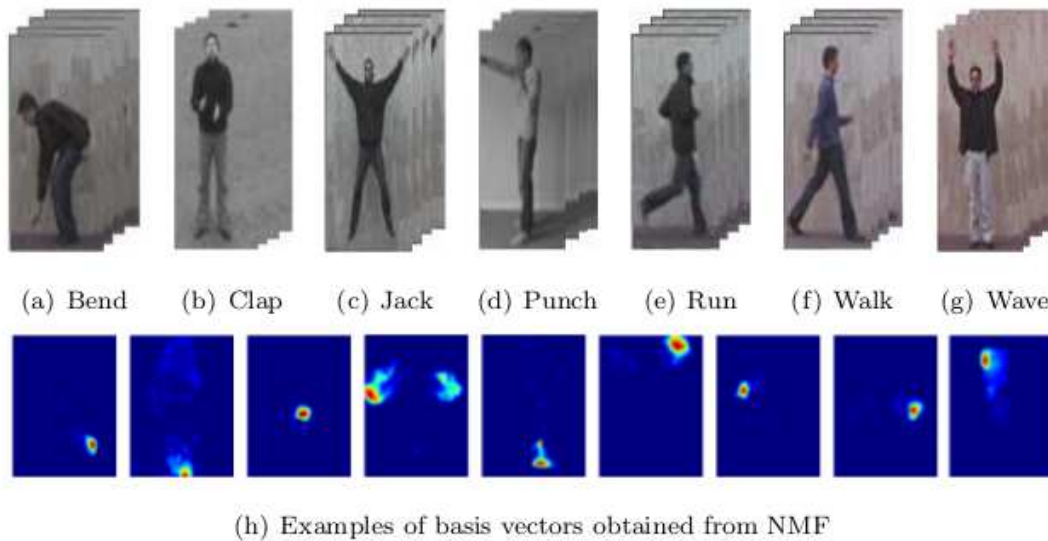 (a) Bend (b) Clap (c) Jack (d) Punch (e) Run (f) Walk (g) Wave
(h) Examples of basis vectors obtained from NMF